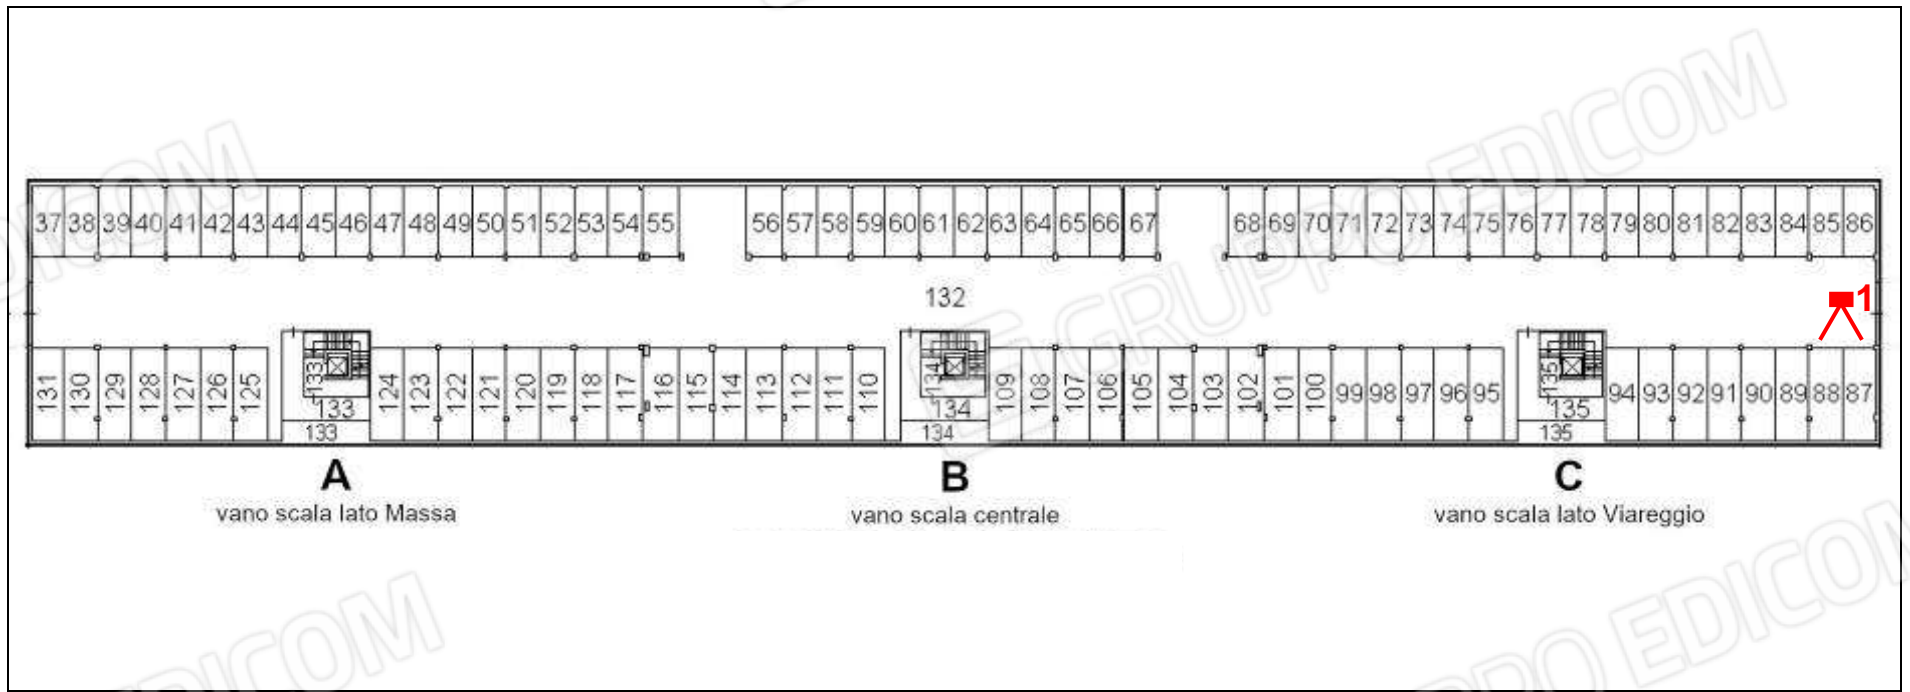 37 38 39 40 41 42 43 44 45 46 47 48 49 50 51 52 53 54 55 56 57 58 59 60 61 62 63 64 65 66 67 68 69 70 71 72 73 74 75 76 77 78 79 80 81 82 83 84 85 86
132
1
131 130 129 128 127 126 125 133 124 123 122 121 120 119 118 117 116 115 114 113 112 111 110 134 109 108 107 106 105 104 103 102 101 100 99 98 97 96 95 135 94 93 92 91 90 89 88 87
133 134 135
133 134 135
A B C
vano scala lato Massa vano scala centrale vano scala lato Viareggio
GRUPPO EDICOM
EDICOM
EDICOM
EDICOM
PPO EDICOM